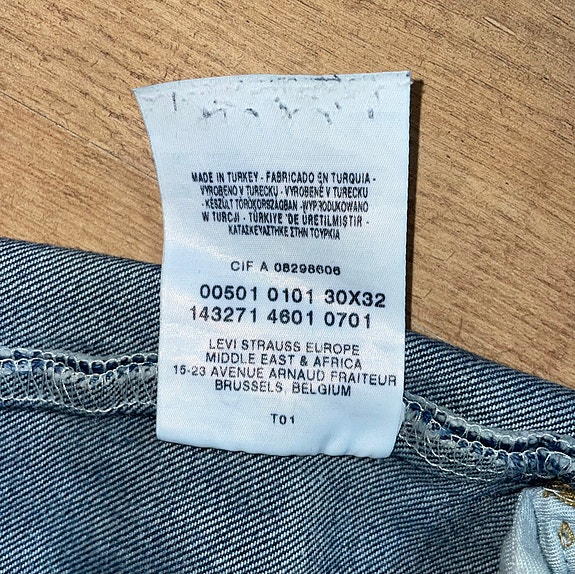 MADE IN TURKEY - FABRICADO EN TURQUIA -
VYROBENO V TURECKU - VYROBENÉ V TURECKU
- KÉSZÜLT TÖRÖKORSZÁGBAN - WYPRODUKOWANO
W TURCJI - TÜRKİYE 'DE ÜRETİLMİŞTİR -
ΚΑΤΑΣΚΕΥΑΣΤΗΚΕ ΣΤΗΝ ΤΟΥΡΚΙΑ
CIF A 08298606
00501 0101 30X32
143271 4601 0701
LEVI STRAUSS EUROPE
MIDDLE EAST & AFRICA
15-23 AVENUE ARNAUD FRAITEUR
BRUSSELS, BELGIUM
T01